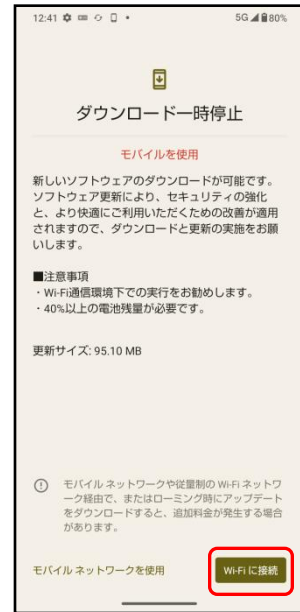 12:41 5G 80%
ダウンロード一時停止
モバイルを使用
新しいソフトウェアのダウンロードが可能です。
ソフトウェア更新により、セキュリティの強化
と、より快適にご利用いただくための改善が適用
されますので、ダウンロードと更新の実施をお願
いします。
■注意事項
・Wi-Fi通信環境下での実行をお勧めします。
・40%以上の電池残量が必要です。
更新サイズ: 95.10 MB
モバイル ネットワークや従量制の Wi-Fi ネットワ
ーク経由で、またはローミング時にアップデート
をダウンロードすると、追加料金が発生する場合
があります。
モバイル ネットワークを使用 Wi-Fi に接続